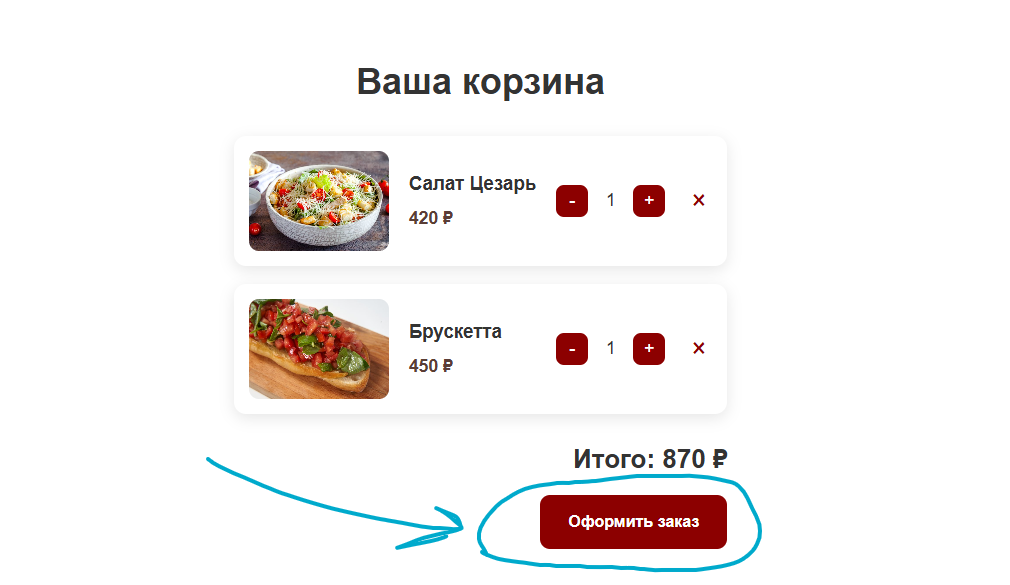 Ваша корзина
Салат Цезарь
420 ₽
- 1 + ×
Брускетта
450 ₽
- 1 + ×
Итого: 870 ₽
Оформить заказ